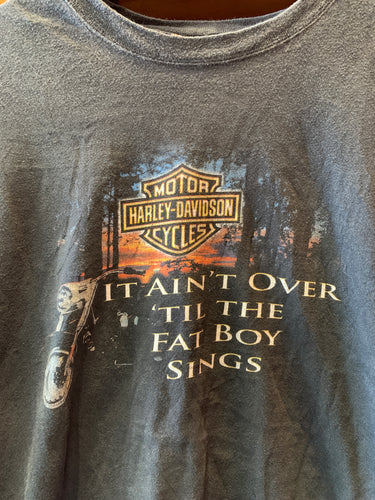 MOTOR
HARLEY-DAVIDSON
CYCLES
IT AIN'T OVER
'TIL THE
FAT BOY
SINGS